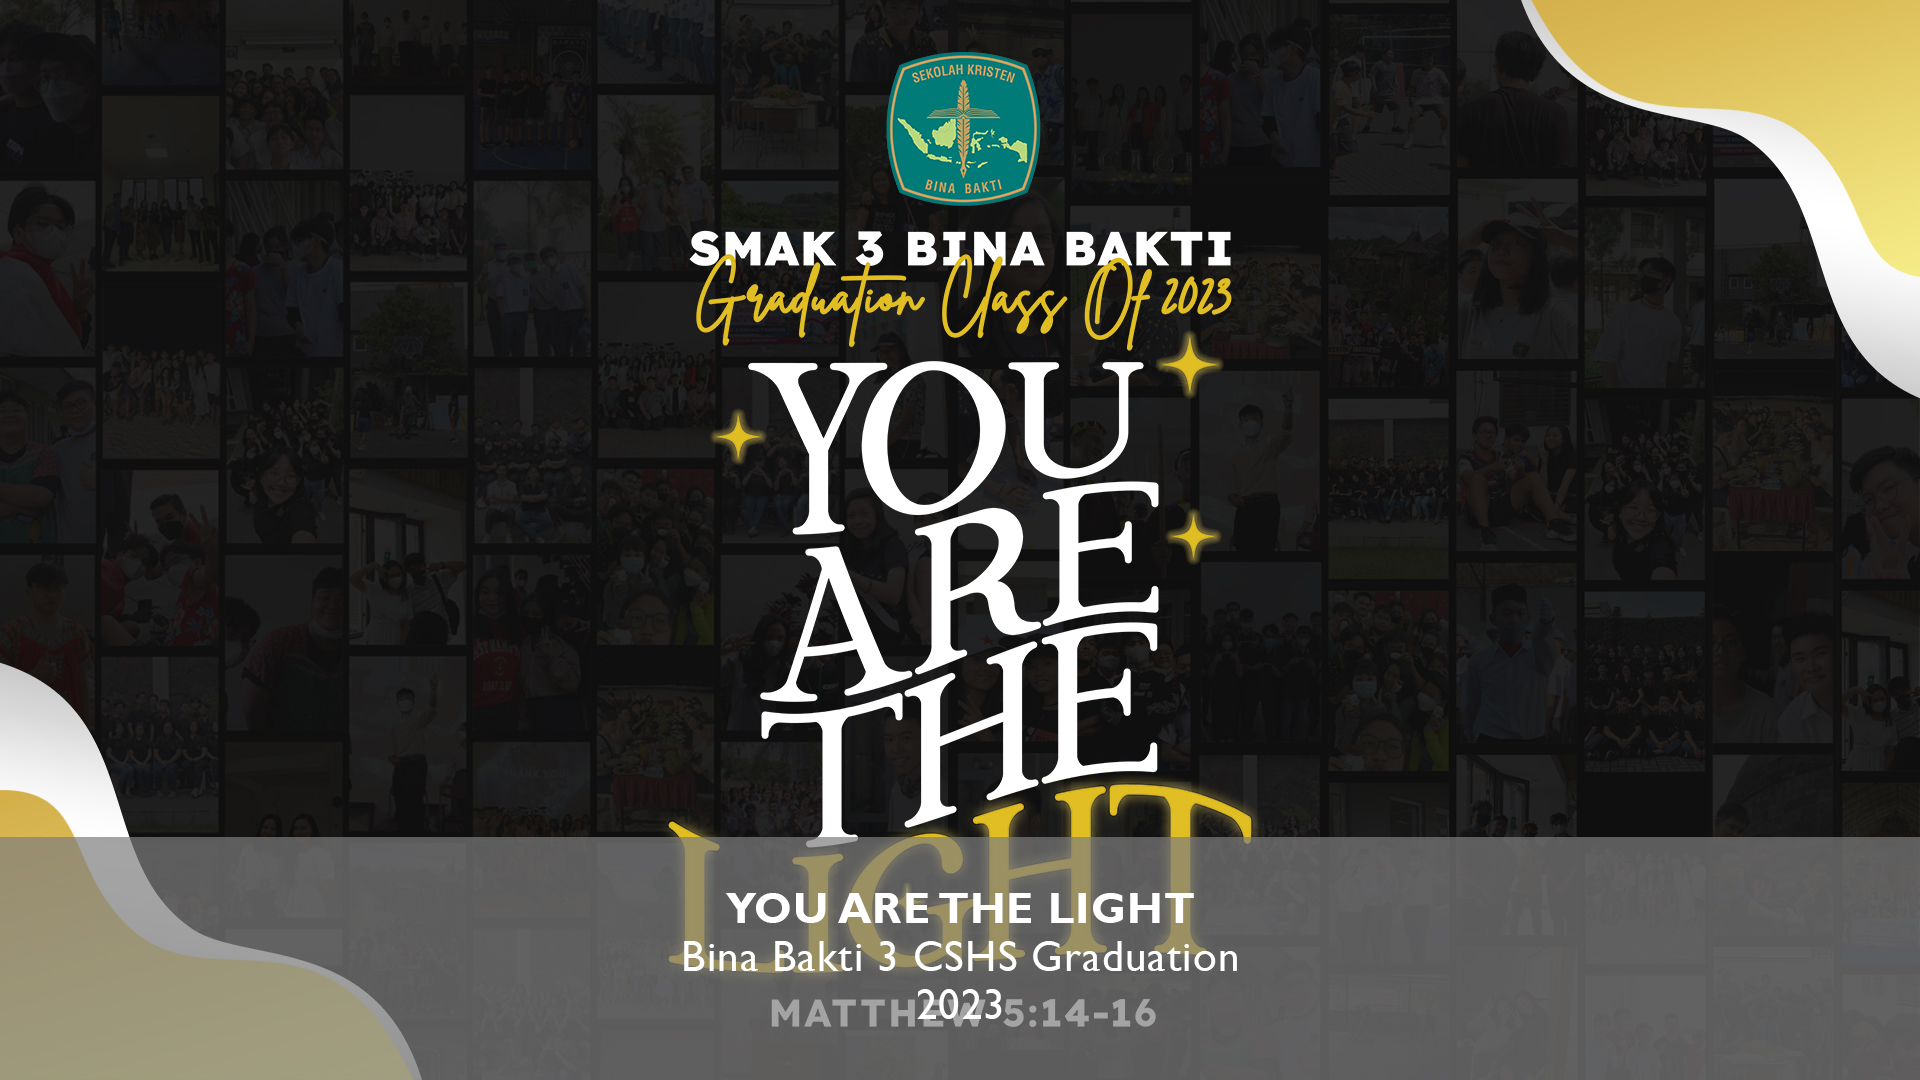 SEKOLAH KRISTEN
BINA BAKTI
SMAK 3 BINA BAKTI
Graduation Class Of 2023
YOU
ARE
THE
LIGHT
YOU ARE THE LIGHT
Bina Bakti 3 CSHS Graduation
2023
MATTHEW 5:14-16